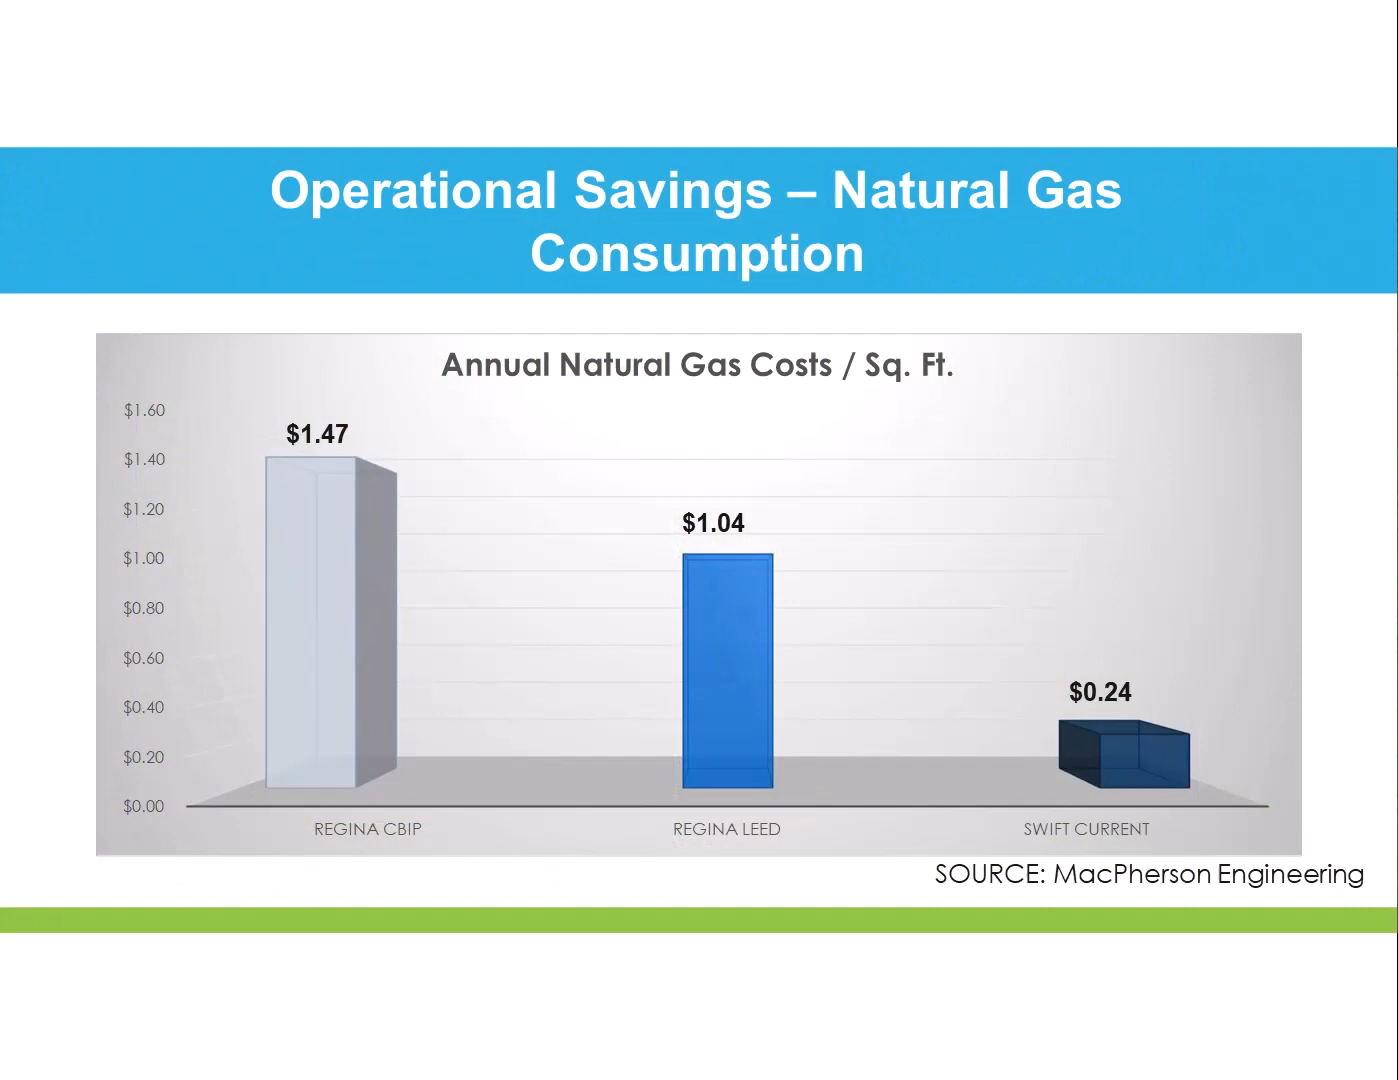 Operational Savings – Natural Gas
Consumption
Annual Natural Gas Costs / Sq. Ft.
$1.60
$1.47
$1.40
$1.20
$1.04
$1.00
$0.80
$0.60
$0.24
$0.40
$0.20
$0.00
REGINA CBIP REGINA LEED SWIFT CURRENT
SOURCE: MacPherson Engineering